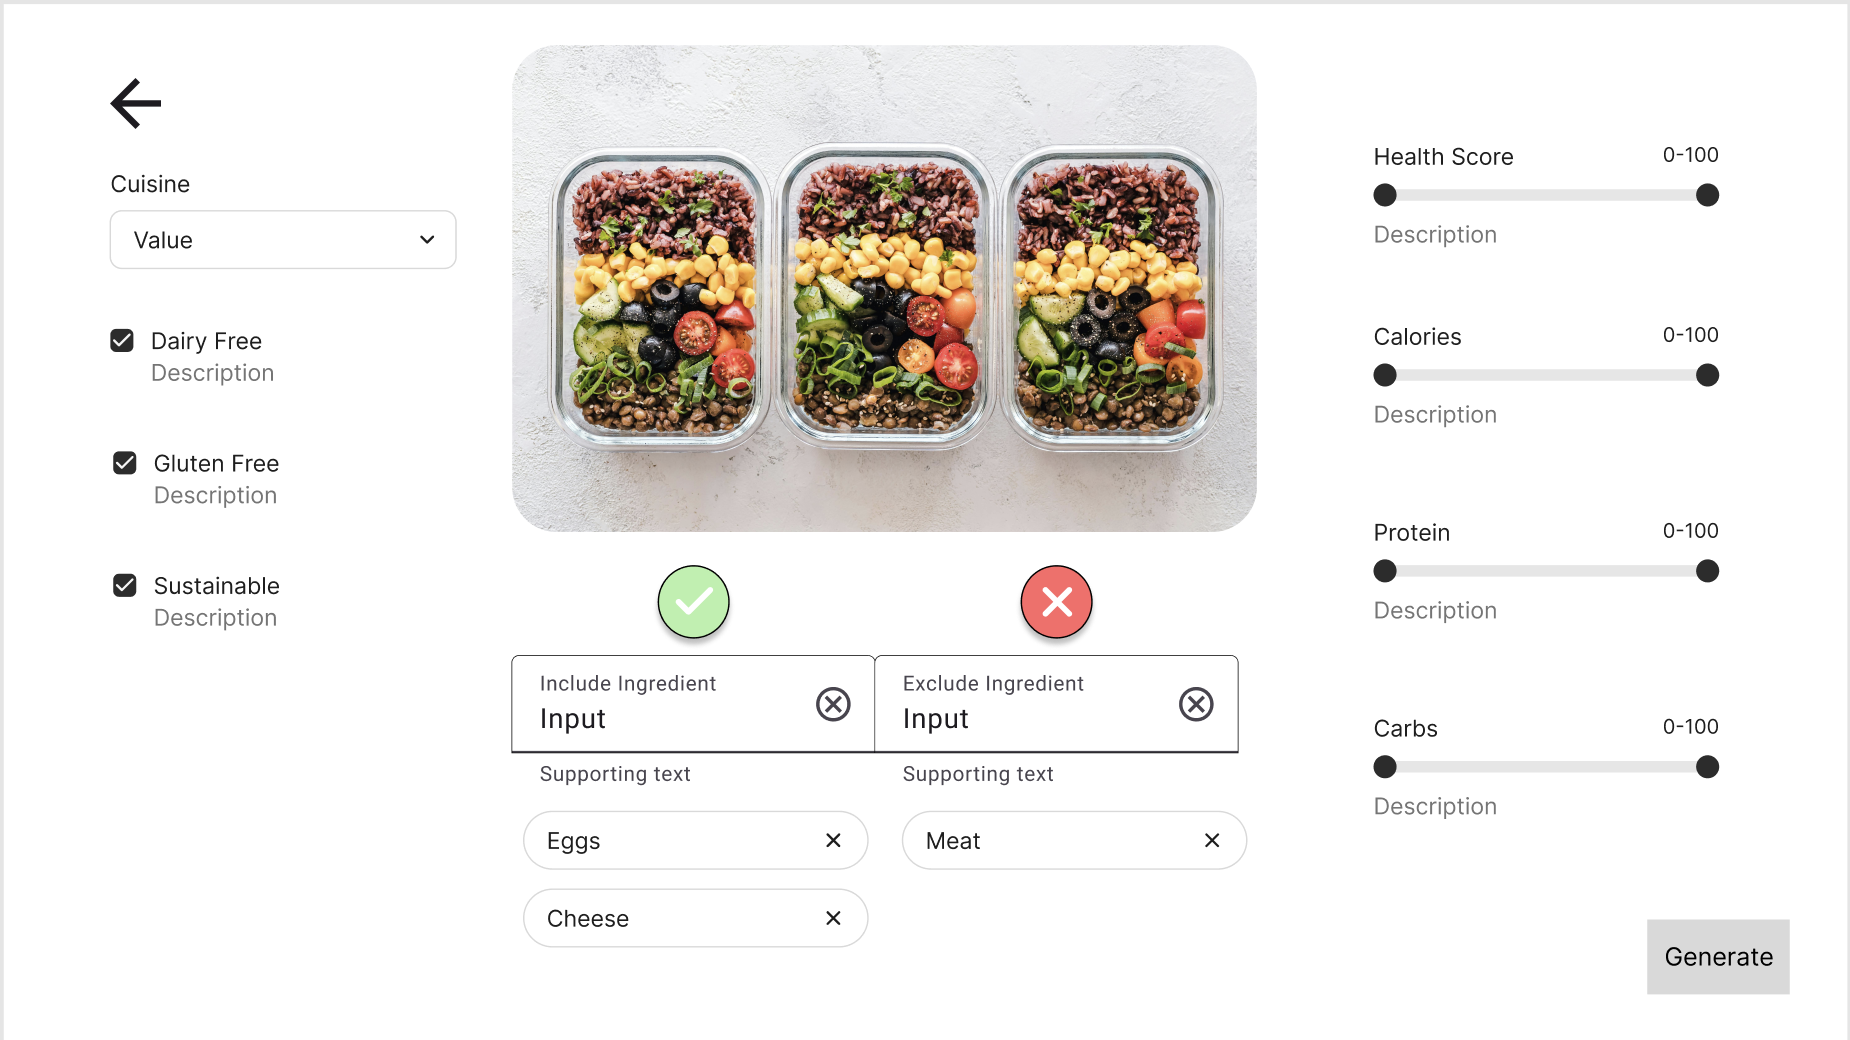 Cuisine
Value
Dairy Free
Description
Gluten Free
Description
Sustainable
Description
Include Ingredient
Input
Supporting text
Eggs
Cheese
Exclude Ingredient
Input
Supporting text
Meat
Health Score 0-100
Description
Calories 0-100
Description
Protein 0-100
Description
Carbs 0-100
Description
Generate